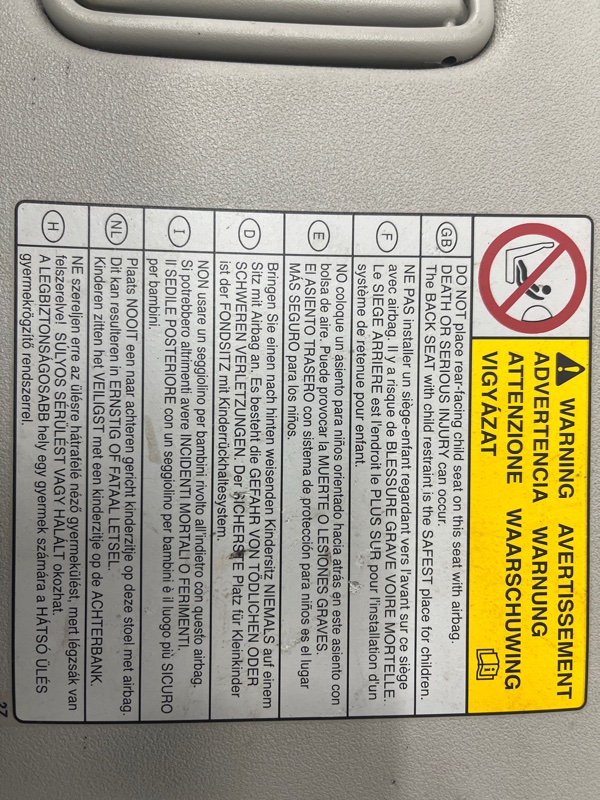 WARNING AVERTISSEMENT
ADVERTENCIA WARNUNG
ATTENZIONE WAARSCHUWING
VIGYÁZAT
GB
DO NOT place rear-facing child seat on this seat with airbag.
DEATH OR SERIOUS INJURY can occur.
The BACK SEAT with child restraint is the SAFEST place for children.
F
NE PAS installer un siège-enfant regardant vers l'avant sur ce siège
avec airbag. Il y a risque de BLESSURE GRAVE VOIRE MORTELLE.
Le SIEGE ARRIERE est l'endroit le PLUS SUR pour l'installation d'un
système de retenue pour enfant.
E
NO coloque un asiento para niños orientado hacia atrás en este asiento con
bolsa de aire. Puede provocar la MUERTE O LESIONES GRAVES.
El ASIENTO TRASERO con sistema de protección para niños es el lugar
MÁS SEGURO para los niños.
D
Bringen Sie einen nach hinten weisenden Kindersitz NIEMALS auf einem
Sitz mit Airbag an. Es besteht die GEFAHR VON TÖDLICHEN ODER
SCHWEREN VERLETZUNGEN. Der SICHERSTE Platz für Kleinkinder
ist der FONDSITZ mit Kinderrückhaltesystem.
I
NON usare un seggiolino per bambini rivolto all'indietro con questo airbag.
Si potrebbero altrimenti avere INCIDENTI MORTALI O FERIMENTI.
Il SEDILE POSTERIORE con un seggiolino per bambini è il luogo più SICURO
per bambini.
NL
Plaats NOOIT een naar achteren gericht kinderzitje op deze stoel met airbag.
Dit kan resulteren in ERNSTIG OF FATAAL LETSEL.
Kinderen zitten het VEILIGST met een kinderzitje op de ACHTERBANK.
H
NE szereljen erre az ülésre hátrafelé néző gyermekülést, mert légzsák van
felszerelve! SÚLYOS SÉRÜLÉST VAGY HALÁLT okozhat.
A LEGBIZTONSÁGOSABB hely egy gyermek számára a HÁTSÓ ÜLÉS
gyermekrögzítő rendszerrel.
27